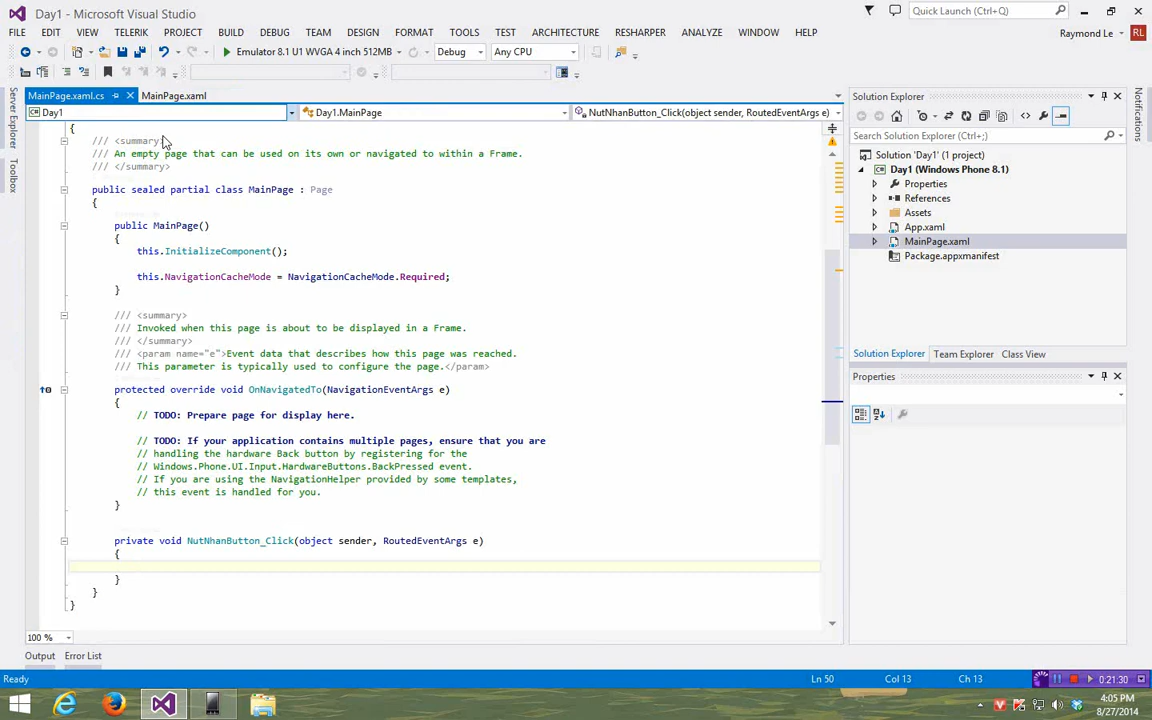 Day1 - Microsoft Visual Studio
Quick Launch (Ctrl+Q)
FILE EDIT VIEW TELERIK PROJECT BUILD DEBUG TEAM DESIGN FORMAT TOOLS TEST ARCHITECTURE RESHARPER ANALYZE WINDOW HELP
Raymond Le RL
Emulator 8.1 U1 WVGA 4 inch 512MB Debug Any CPU
Server Explorer
Toolbox
MainPage.xaml.cs MainPage.xaml
Day1 Day1.MainPage NutNhanButton_Click(object sender, RoutedEventArgs e)
{
/// <summary>
/// An empty page that can be used on its own or navigated to within a Frame.
/// </summary>
public sealed partial class MainPage : Page
{
public MainPage()
{
this.InitializeComponent();
this.NavigationCacheMode = NavigationCacheMode.Required;
}
/// <summary>
/// Invoked when this page is about to be displayed in a Frame.
/// </summary>
/// <param name="e">Event data that describes how this page was reached.
/// This parameter is typically used to configure the page.</param>
protected override void OnNavigatedTo(NavigationEventArgs e)
{
// TODO: Prepare page for display here.
// TODO: If your application contains multiple pages, ensure that you are
// handling the hardware Back button by registering for the
// Windows.Phone.UI.Input.HardwareButtons.BackPressed event.
// If you are using the NavigationHelper provided by some templates,
// this event is handled for you.
}
private void NutNhanButton_Click(object sender, RoutedEventArgs e)
{
}
}
}
100 %
Output Error List
Solution Explorer
Search Solution Explorer (Ctrl+;)
Solution 'Day1' (1 project)
Day1 (Windows Phone 8.1)
Properties
References
Assets
App.xaml
MainPage.xaml
Package.appxmanifest
Solution Explorer Team Explorer Class View
Properties
Notifications
Ready Ln 50 Col 13 Ch 13 0:21:30
4:05 PM
8/27/2014